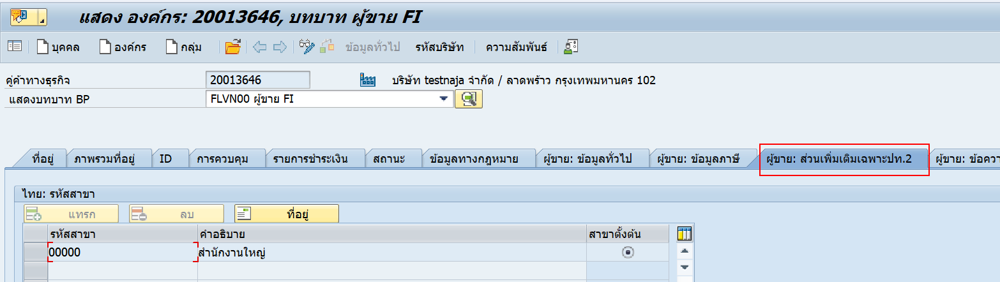 แสดง องค์กร: 20013646, บทบาท ผู้ขาย FI
บุคคล องค์กร กลุ่ม ข้อมูลทั่วไป รหัสบริษัท ความสัมพันธ์
คู่ค้าทางธุรกิจ 20013646 บริษัท testnaja จำกัด / ลาดพร้าว กรุงเทพมหานคร 102
แสดงบทบาท BP FLVN00 ผู้ขาย FI
ที่อยู่ ภาพรวมที่อยู่ ID การควบคุม รายการชำระเงิน สถานะ ข้อมูลทางกฎหมาย ผู้ขาย: ข้อมูลทั่วไป ผู้ขาย: ข้อมูลภาษี ผู้ขาย: ส่วนเพิ่มเติมเฉพาะปท.2 ผู้ขาย: ข้อควา
ไทย: รหัสสาขา
แทรก ลบ ที่อยู่
รหัสสาขา คำอธิบาย สาขาตั้งต้น
00000 สำนักงานใหญ่